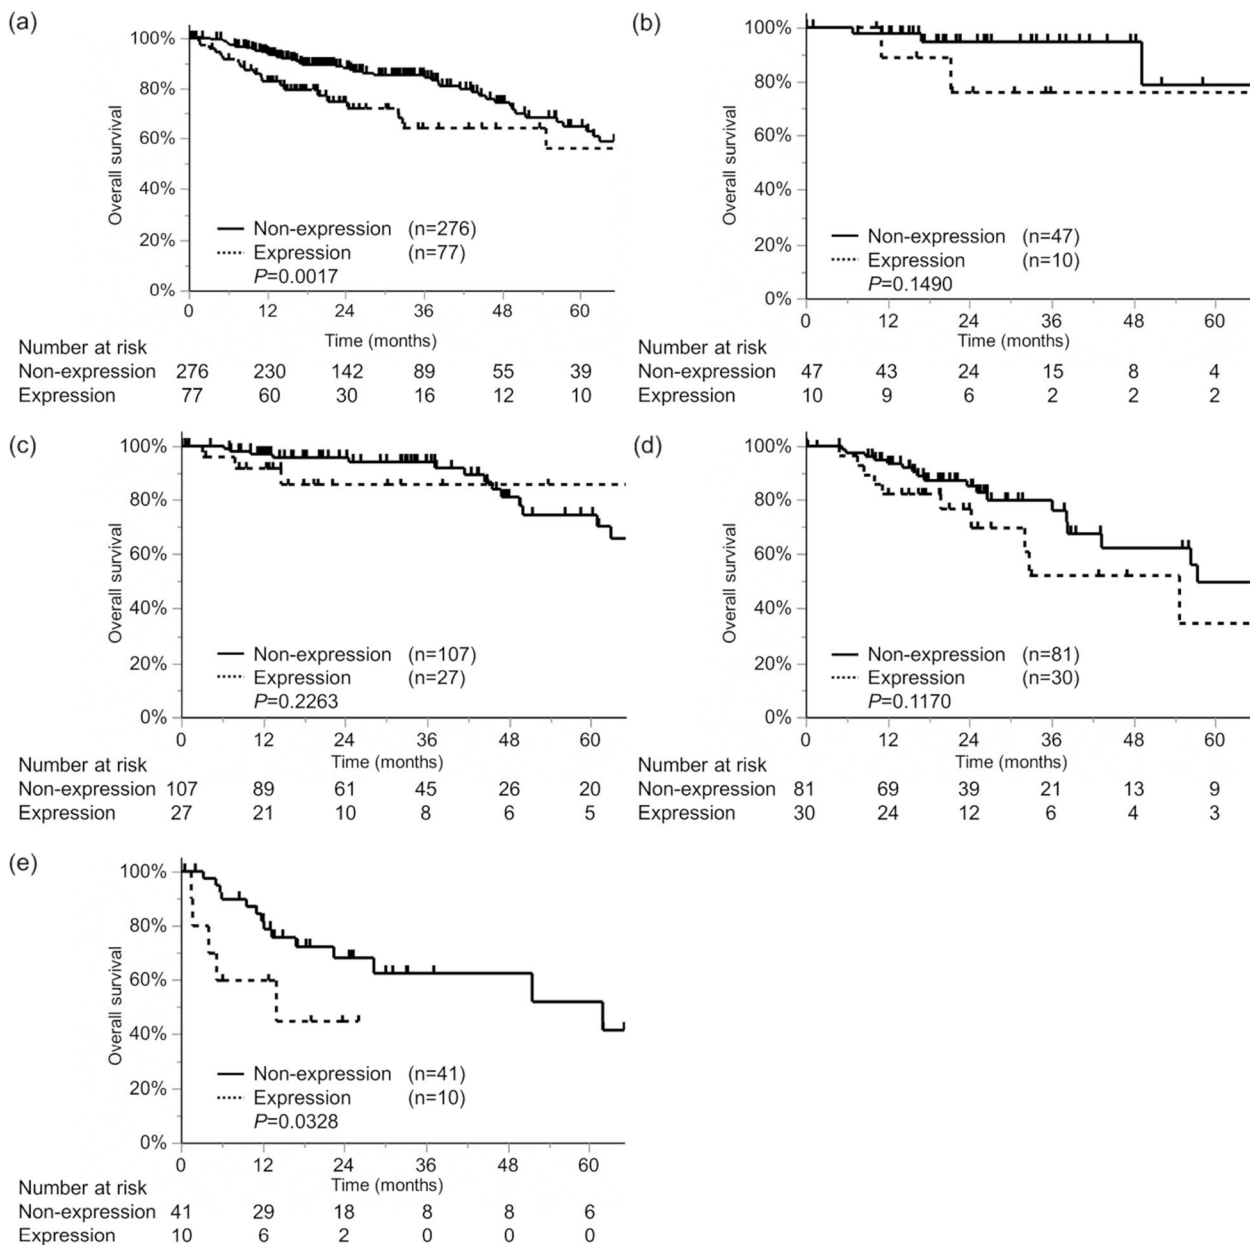 (a)
100%
80%
60%
40%
20%
0%
Overall survival
Non-expression (n=276)
Expression (n=77)
P=0.0017
0 12 24 36 48 60
Time (months)
Number at risk
Non-expression 276 230 142 89 55 39
Expression 77 60 30 16 12 10
(b)
100%
80%
60%
40%
20%
0%
Overall survival
Non-expression (n=47)
Expression (n=10)
P=0.1490
0 12 24 36 48 60
Time (months)
Number at risk
Non-expression 47 43 24 15 8 4
Expression 10 9 6 2 2 2
(c)
100%
80%
60%
40%
20%
0%
Overall survival
Non-expression (n=107)
Expression (n=27)
P=0.2263
0 12 24 36 48 60
Time (months)
Number at risk
Non-expression 107 89 61 45 26 20
Expression 27 21 10 8 6 5
(d)
100%
80%
60%
40%
20%
0%
Overall survival
Non-expression (n=81)
Expression (n=30)
P=0.1170
0 12 24 36 48 60
Time (months)
Number at risk
Non-expression 81 69 39 21 13 9
Expression 30 24 12 6 4 3
(e)
100%
80%
60%
40%
20%
0%
Overall survival
Non-expression (n=41)
Expression (n=10)
P=0.0328
0 12 24 36 48 60
Time (months)
Number at risk
Non-expression 41 29 18 8 8 6
Expression 10 6 2 0 0 0